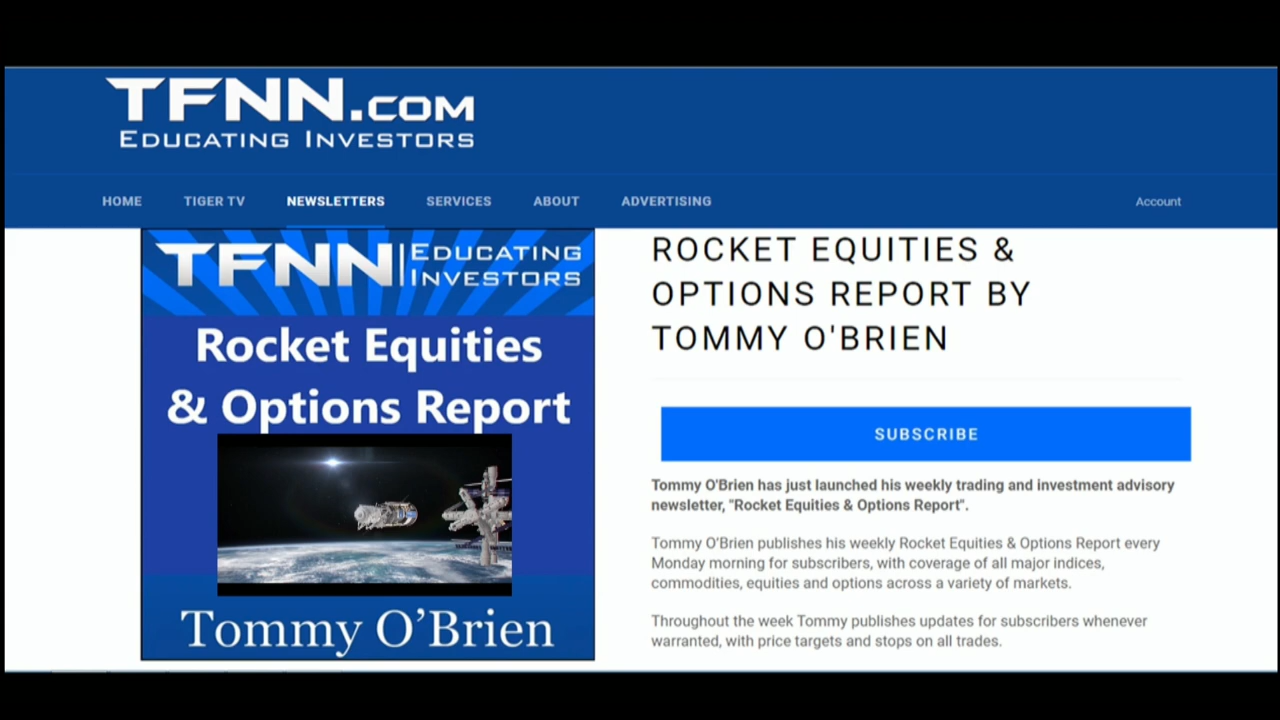 TFNN.COM
EDUCATING INVESTORS
HOME TIGER TV NEWSLETTERS SERVICES ABOUT ADVERTISING Account
TFNN | EDUCATING
INVESTORS
Rocket Equities
& Options Report
Tommy O’Brien
ROCKET EQUITIES &
OPTIONS REPORT BY
TOMMY O'BRIEN
SUBSCRIBE
Tommy O'Brien has just launched his weekly trading and investment advisory
newsletter, "Rocket Equities & Options Report".
Tommy O’Brien publishes his weekly Rocket Equities & Options Report every
Monday morning for subscribers, with coverage of all major indices,
commodities, equities and options across a variety of markets.
Throughout the week Tommy publishes updates for subscribers whenever
warranted, with price targets and stops on all trades.